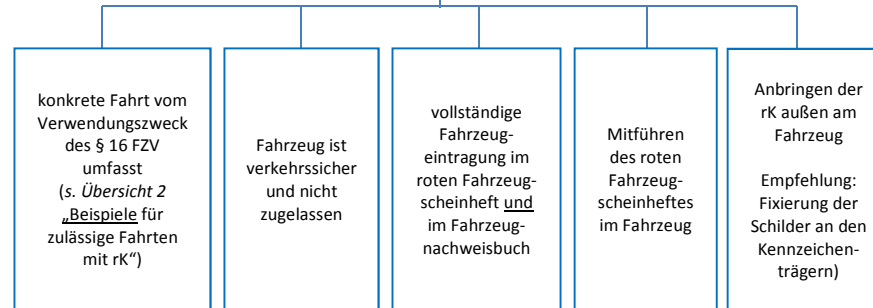 konkrete Fahrt vom
Verwendungszweck
des § 16 FZV
umfasst
(s. Übersicht 2
„Beispiele für
zulässige Fahrten
mit rK“)
Fahrzeug ist
verkehrssicher
und nicht
zugelassen
vollständige
Fahrzeug-
eintragung im
roten Fahrzeug-
scheinheft und
im Fahrzeug-
nachweisbuch
Mitführen
des roten
Fahrzeug-
scheinheftes
im Fahrzeug
Anbringen der
rK außen am
Fahrzeug
Empfehlung:
Fixierung der
Schilder an den
Kennzeichen-
trägern)